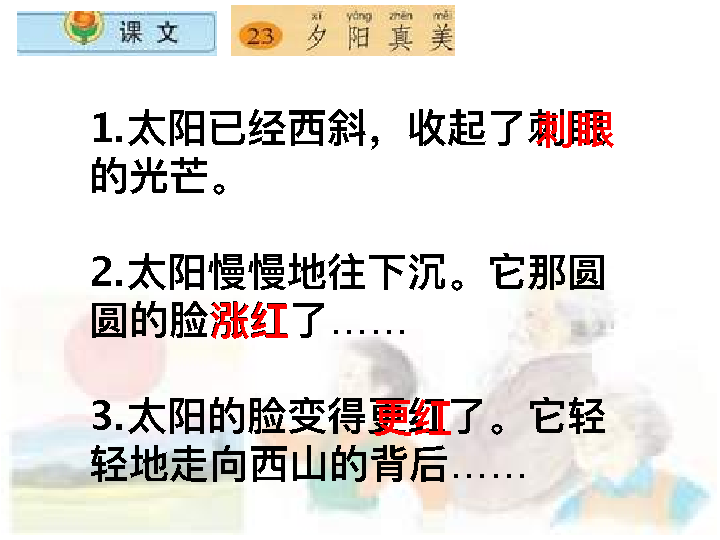 课文
23
xī yáng zhēn měi
夕阳真美
1.太阳已经西斜，收起了刺眼
的光芒。
2.太阳慢慢地往下沉。它那圆
圆的脸涨红了……
3.太阳的脸变得更红了。它轻
轻地走向西山的背后……